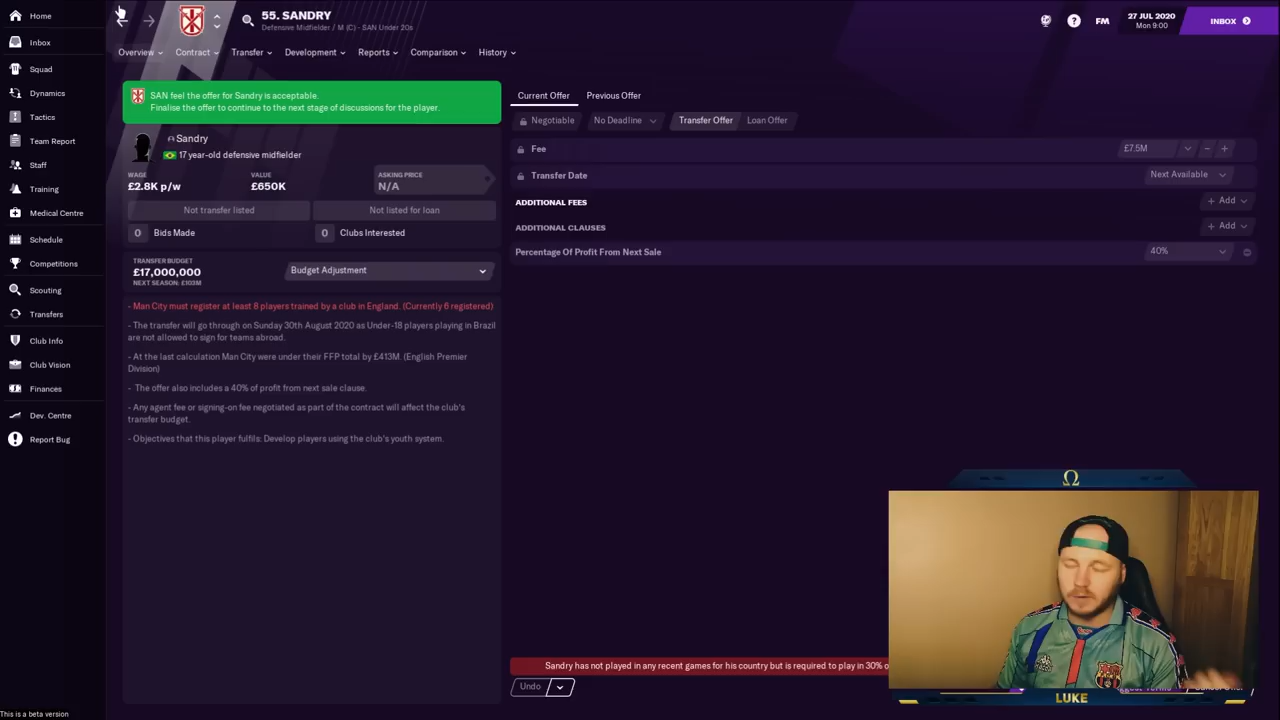 Home
Inbox
Squad
Dynamics
Tactics
Team Report
Staff
Training
Medical Centre
Schedule
Competitions
Scouting
Transfers
Club Info
Club Vision
Finances
Dev. Centre
Report Bug
This is a beta version
55. SANDRY
Defensive Midfielder / M (C) - SAN Under 20s
? FM
27 JUL 2020
Mon 9:00
INBOX
Overview Contract Transfer Development Reports Comparison History
SAN feel the offer for Sandry is acceptable.
Finalise the offer to continue to the next stage of discussions for the player.
Sandry
17 year-old defensive midfielder
WAGE VALUE ASKING PRICE
£2.8K p/w £650K N/A
Not transfer listed Not listed for loan
0 Bids Made 0 Clubs Interested
TRANSFER BUDGET
£17,000,000
NEXT SEASON: £103M
Budget Adjustment
- Man City must register at least 8 players trained by a club in England. (Currently 6 registered)
- The transfer will go through on Sunday 30th August 2020 as Under-18 players playing in Brazil
are not allowed to sign for teams abroad.
- At the last calculation Man City were under their FFP total by £413M. (English Premier
Division)
- The offer also includes a 40% of profit from next sale clause.
- Any agent fee or signing-on fee negotiated as part of the contract will affect the club's
transfer budget.
- Objectives that this player fulfils: Develop players using the club's youth system.
Current Offer Previous Offer
Negotiable No Deadline Transfer Offer Loan Offer
Fee £7.5M - +
Transfer Date Next Available
ADDITIONAL FEES + Add
ADDITIONAL CLAUSES + Add
Percentage Of Profit From Next Sale 40%
Sandry has not played in any recent games for his country but is required to play in 30% o
Undo
Ω
LUKE